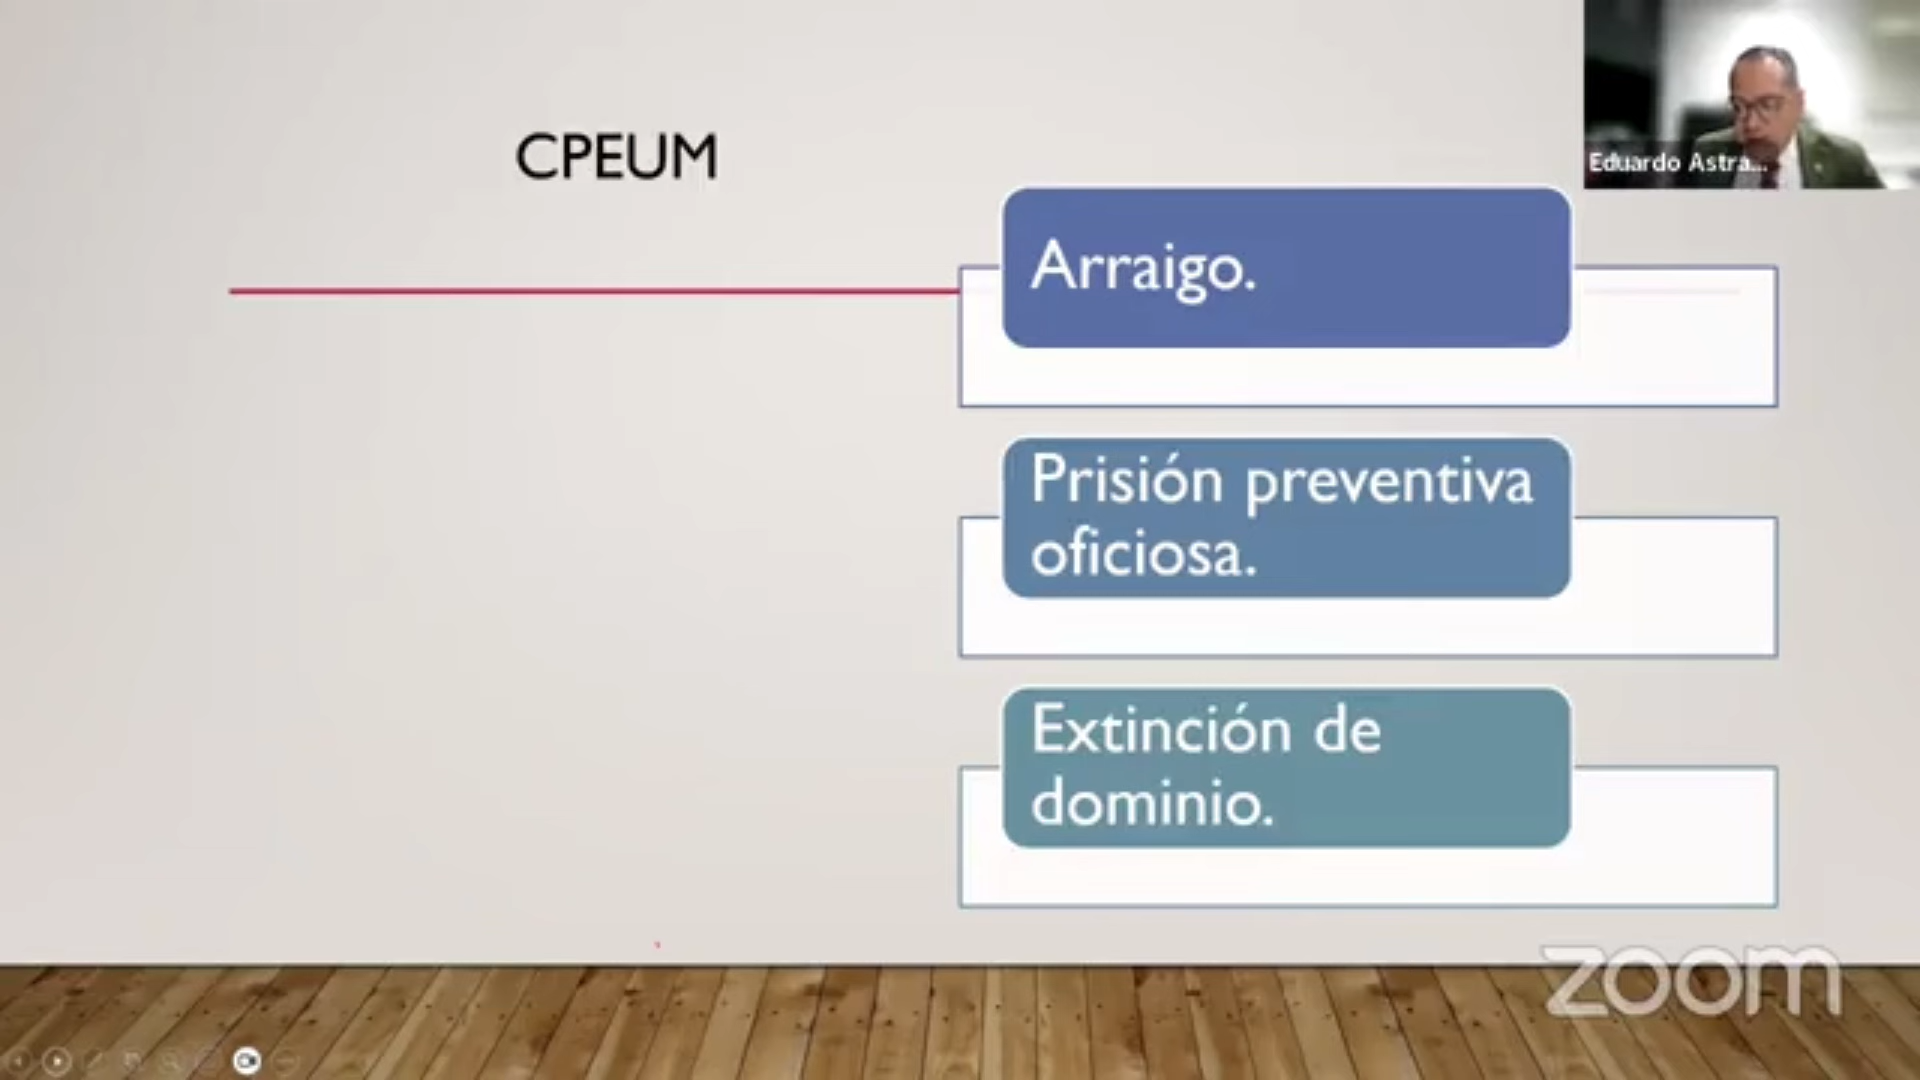 CPEUM
Eduardo Astra...
Arraigo.
Prisión preventiva
oficiosa.
Extinción de
dominio.
zoom